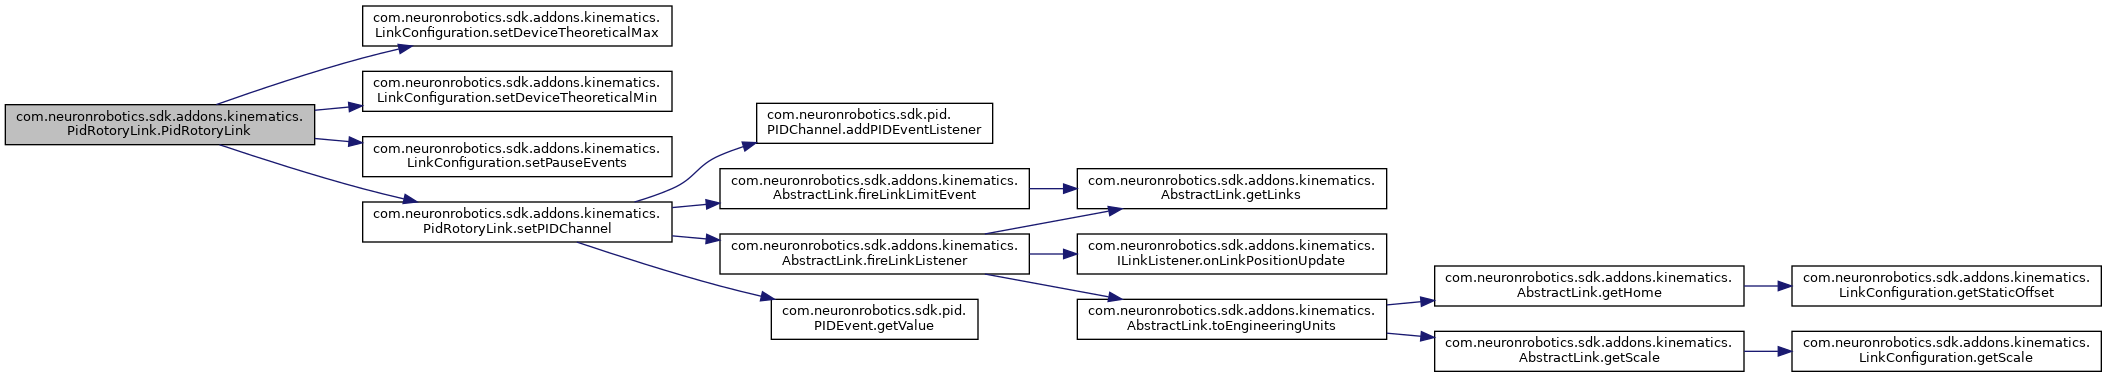 com.neuronrobotics.sdk.addons.kinematics.
PidRotoryLink.PidRotoryLink
com.neuronrobotics.sdk.addons.kinematics.
LinkConfiguration.setDeviceTheoreticalMax
com.neuronrobotics.sdk.addons.kinematics.
LinkConfiguration.setDeviceTheoreticalMin
com.neuronrobotics.sdk.addons.kinematics.
LinkConfiguration.setPauseEvents
com.neuronrobotics.sdk.addons.kinematics.
PidRotoryLink.setPIDChannel
com.neuronrobotics.sdk.pid.
PIDChannel.addPIDEventListener
com.neuronrobotics.sdk.addons.kinematics.
AbstractLink.fireLinkLimitEvent
com.neuronrobotics.sdk.addons.kinematics.
AbstractLink.fireLinkListener
com.neuronrobotics.sdk.pid.
PIDEvent.getValue
com.neuronrobotics.sdk.addons.kinematics.
AbstractLink.getLinks
com.neuronrobotics.sdk.addons.kinematics.
ILinkListener.onLinkPositionUpdate
com.neuronrobotics.sdk.addons.kinematics.
AbstractLink.toEngineeringUnits
com.neuronrobotics.sdk.addons.kinematics.
AbstractLink.getHome
com.neuronrobotics.sdk.addons.kinematics.
AbstractLink.getScale
com.neuronrobotics.sdk.addons.kinematics.
LinkConfiguration.getStaticOffset
com.neuronrobotics.sdk.addons.kinematics.
LinkConfiguration.getScale